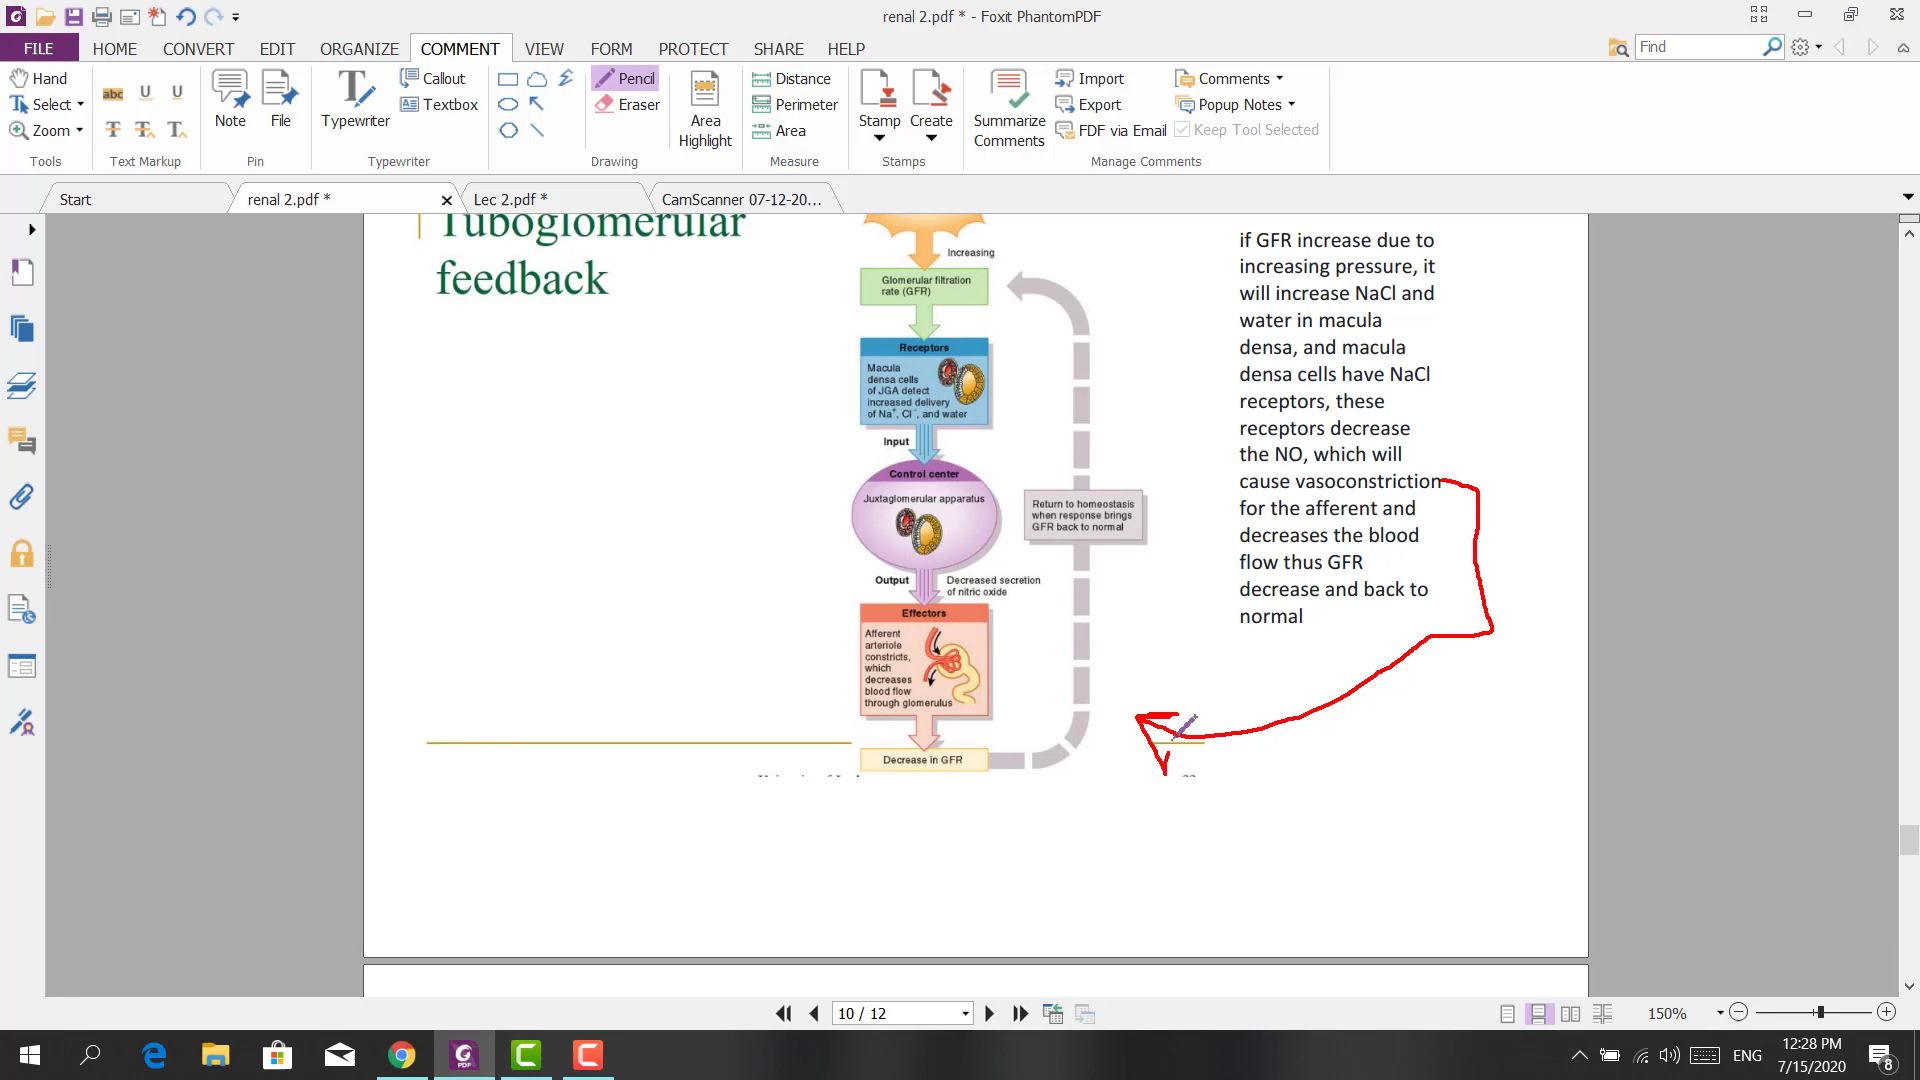 renal 2.pdf * - Foxit PhantomPDF
FILE HOME CONVERT EDIT ORGANIZE COMMENT VIEW FORM PROTECT SHARE HELP
Find
Hand
Select
Zoom
Tools
abc U U
T T T
Text Markup
Note
File
Pin
Typewriter
Callout
Textbox
Typewriter
Pencil
Eraser
Drawing
Area
Highlight
Distance
Perimeter
Area
Measure
Stamp
Create
Stamps
Summarize
Comments
Import
Export
FDF via Email
Comments
Popup Notes
Keep Tool Selected
Manage Comments
Start
renal 2.pdf *
Lec 2.pdf *
CamScanner 07-12-20...
Tuboglomerular
feedback
Increasing
Glomerular filtration
rate (GFR)
Receptors
Macula
densa cells
of JGA detect
increased delivery
of Na+, Cl−, and water
Input
Control center
Juxtaglomerular apparatus
Return to homeostasis
when response brings
GFR back to normal
Output
Decreased secretion
of nitric oxide
Effectors
Afferent
arteriole
constricts,
which
decreases
blood flow
through glomerulus
Decrease in GFR
if GFR increase due to
increasing pressure, it
will increase NaCl and
water in macula
densa, and macula
densa cells have NaCl
receptors, these
receptors decrease
the NO, which will
cause vasoconstriction
for the afferent and
decreases the blood
flow thus GFR
decrease and back to
normal
10 / 12
150%
PDF
ENG
12:28 PM
7/15/2020
8